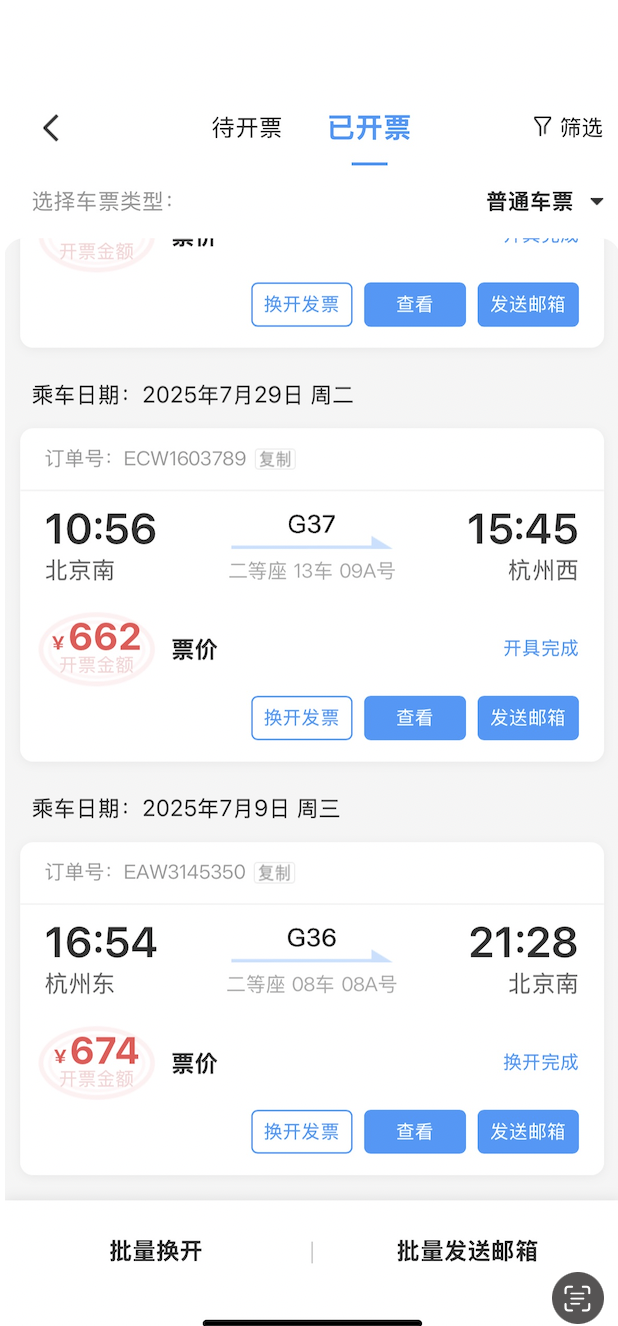 待开票 已开票 筛选
选择车票类型： 普通车票
开票金额 票价 开具完成
换开发票 查看 发送邮箱
乘车日期：2025年7月29日 周二
订单号：ECW1603789 复制
10:56 G37 15:45
北京南 二等座 13车 09A号 杭州西
¥662 票价 开具完成
开票金额
换开发票 查看 发送邮箱
乘车日期：2025年7月9日 周三
订单号：EAW3145350 复制
16:54 G36 21:28
杭州东 二等座 08车 08A号 北京南
¥674 票价 换开完成
开票金额
换开发票 查看 发送邮箱
批量换开 批量发送邮箱